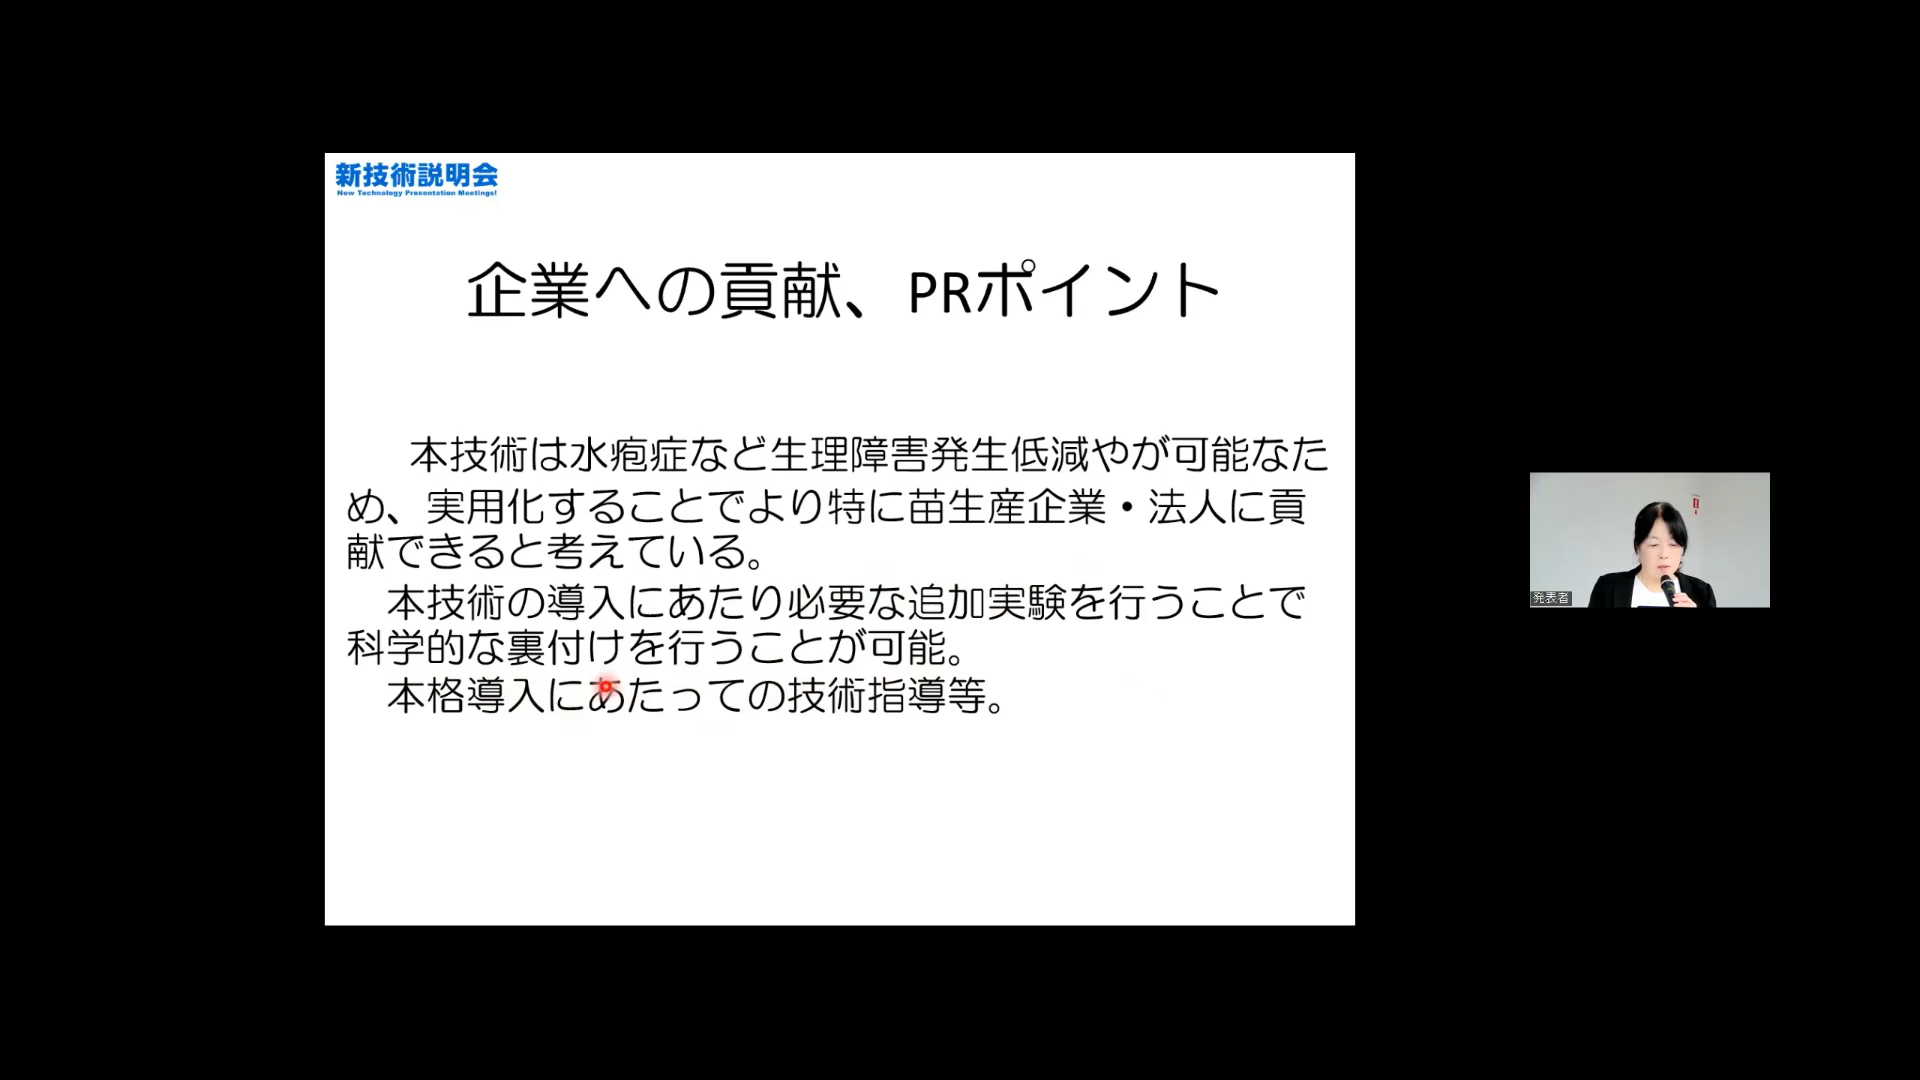 新技術説明会
New Technology Presentation Meetings!
企業への貢献、PRポイント
本技術は水疱症など生理障害発生低減やが可能なた
め、実用化することでより特に苗生産企業・法人に貢
献できると考えている。
本技術の導入にあたり必要な追加実験を行うことで
科学的な裏付けを行うことが可能。
本格導入にあたっての技術指導等。
発表者